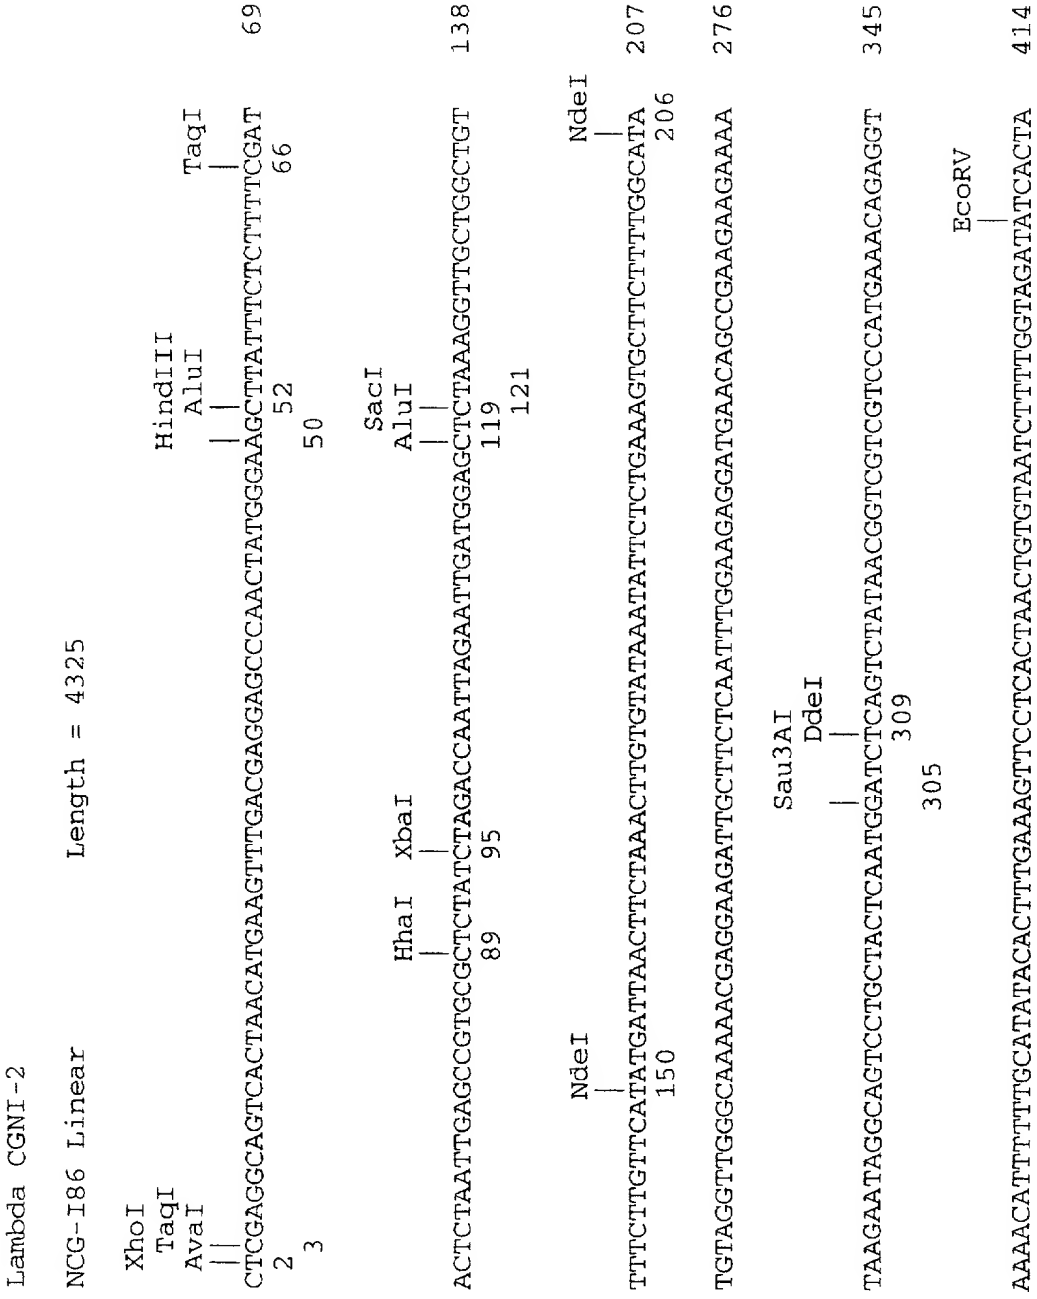 Lambda CGNI-2
NCG-I86 Linear Length = 4325
XhoI
TaqI HindIII
AvaI AluI TaqI
CTCGAGGCAGTCACTAACATGAAGTTTGACGAGGAGCCCAACTATGGGAAGCTTATTTCTCTTTTCGAT 69
2 52 66
3 50
SacI
HhaI XbaI AluI
ACTCTAATTGAGCCGTGCGCTCTATCTAGACCAATTAGAATTGATGGAGCTCTAAAGGTTGCTGGCTGT 138
89 95 119
121
NdeI NdeI
TTTCTTGTTCATATGATTAACTTCTAAACTTGTGTATAAATATTCTCTGAAAGTGCTTCTTTTGGCATA 207
150 206
TGTAGGTTGGGCAAAAACGAGGAAGATTGCTTCTCAATTTGGAAGAGGATGAACAGCCGAAGAAGAAAA 276
Sau3AI
DdeI
TAAGAATAGGCAGTCCTGCTACTCAATGGATCTCAGTCTATAACGGTCGTCGTCCCATGAAACAGAGGT 345
309
305
EcoRV
AAAACATTTTTTGCATATACACTTTGAAAGTTCCTCACTAACTGTGTAATCTTTTGGTAGATATCACTA 414